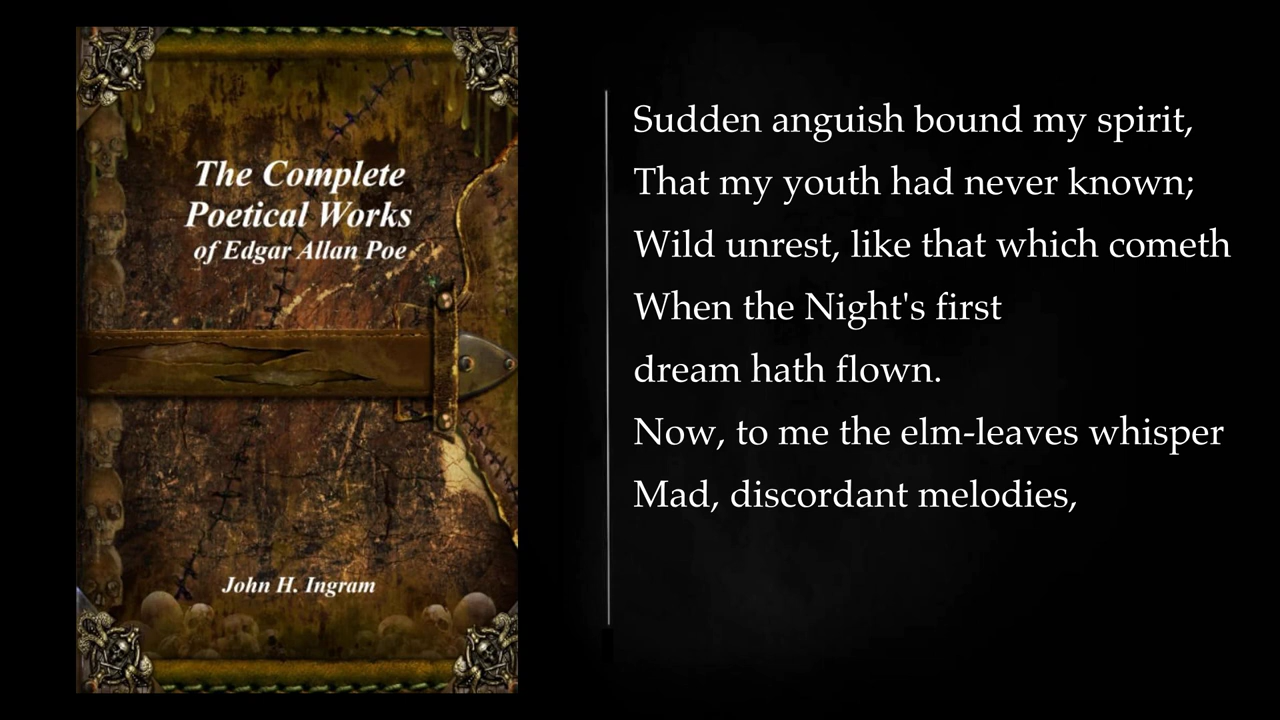 The Complete
Poetical Works
of Edgar Allan Poe
John H. Ingram
Sudden anguish bound my spirit,
That my youth had never known;
Wild unrest, like that which cometh
When the Night's first
dream hath flown.
Now, to me the elm-leaves whisper
Mad, discordant melodies,